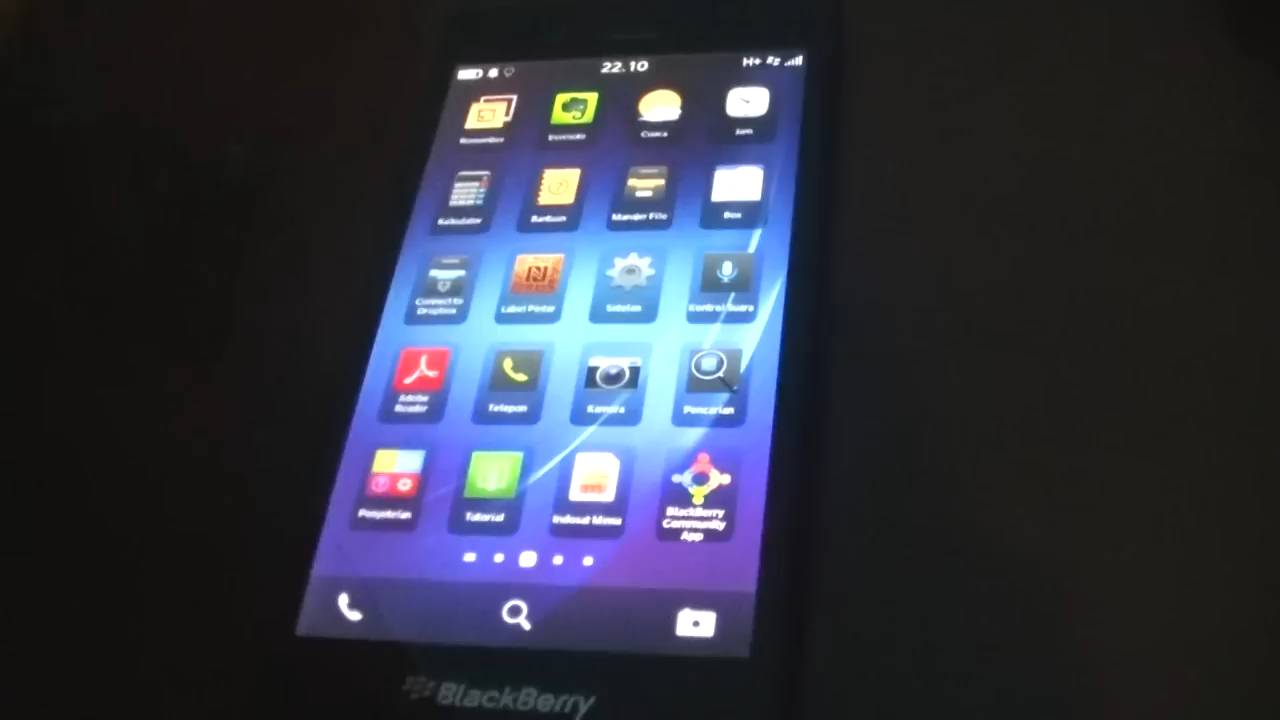 22.10
H+
Remember
Evernote
Cuaca
Jam
Kalkulator
Bantuan
Manajer File
Box
Connect to
Dropbox
Label Pintar
Setelan
Kontrol Suara
Adobe
Reader
Telepon
Kamera
Pencarian
Penyetelan
Tutorial
Indosat Menu
BlackBerry
Community
App
BlackBerry